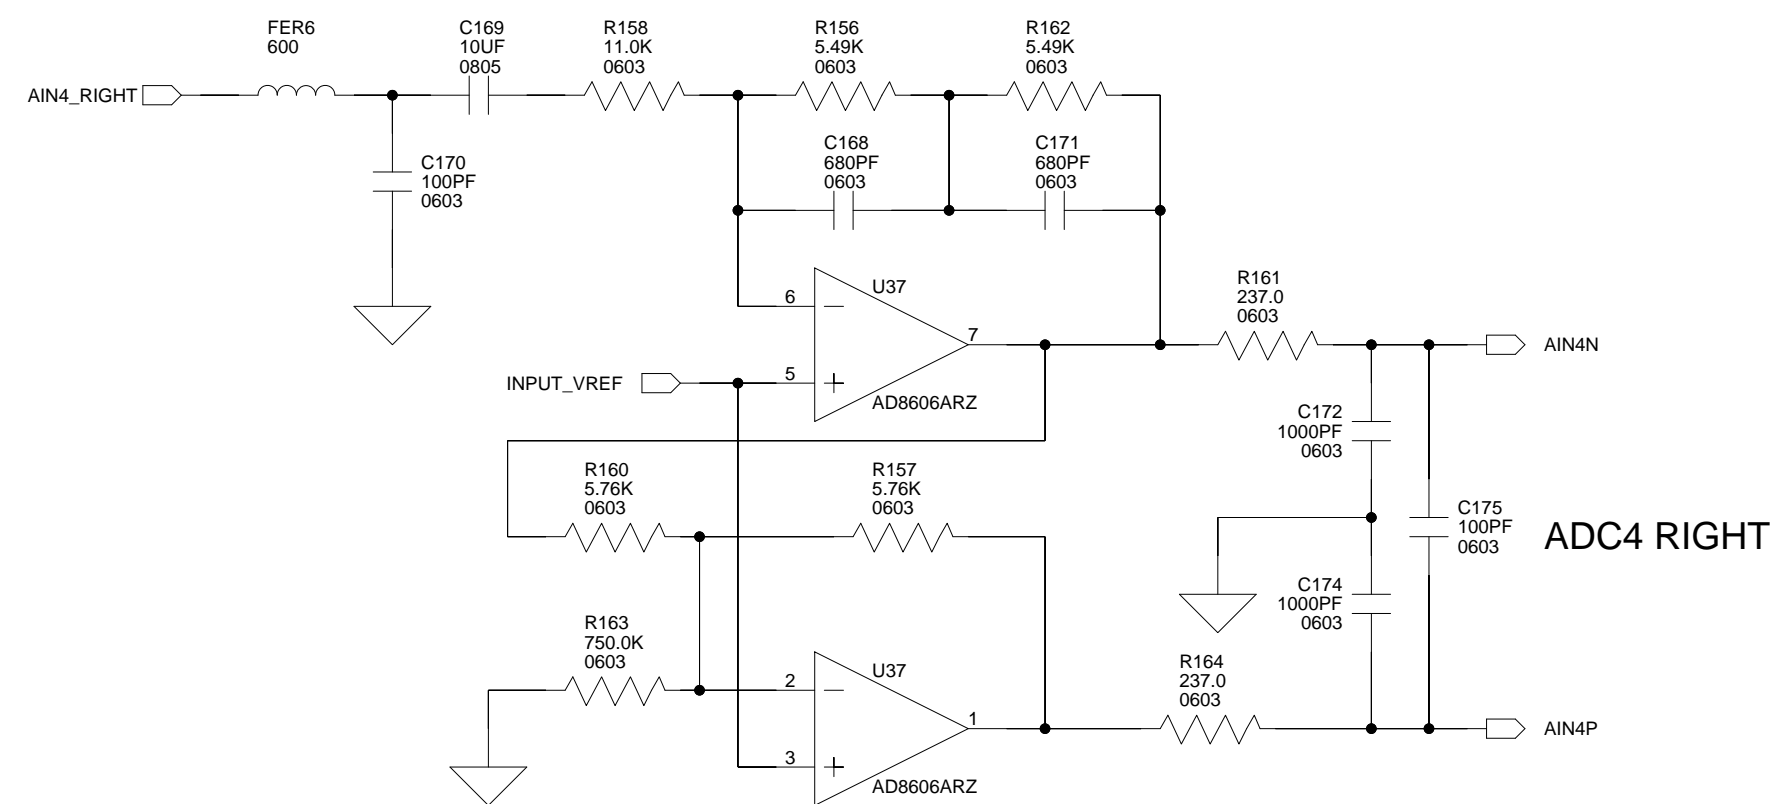 FER6
600
C169
10UF
0805
R158
11.0K
0603
R156
5.49K
0603
R162
5.49K
0603
AIN4_RIGHT
C170
100PF
0603
C168
680PF
0603
C171
680PF
0603
U37
6
7
5
AD8606ARZ
INPUT_VREF
R161
237.0
0603
AIN4N
C172
1000PF
0603
R160
5.76K
0603
R157
5.76K
0603
C175
100PF
0603
ADC4 RIGHT
C174
1000PF
0603
R163
750.0K
0603
U37
2
1
3
AD8606ARZ
R164
237.0
0603
AIN4P